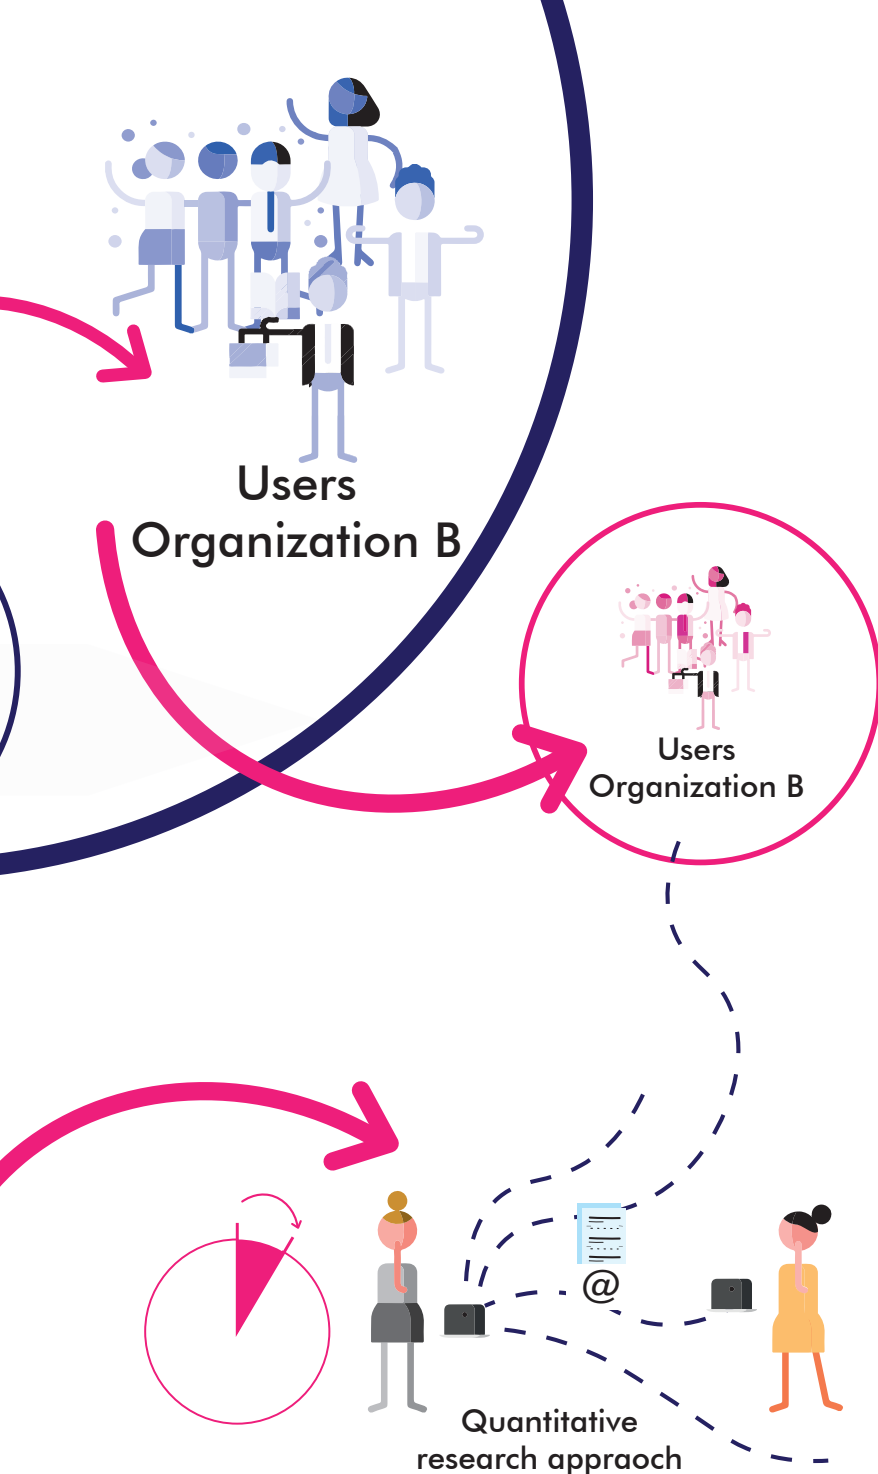 Users
Organization B
Users
Organization B
@
Quantitative
research appraoch